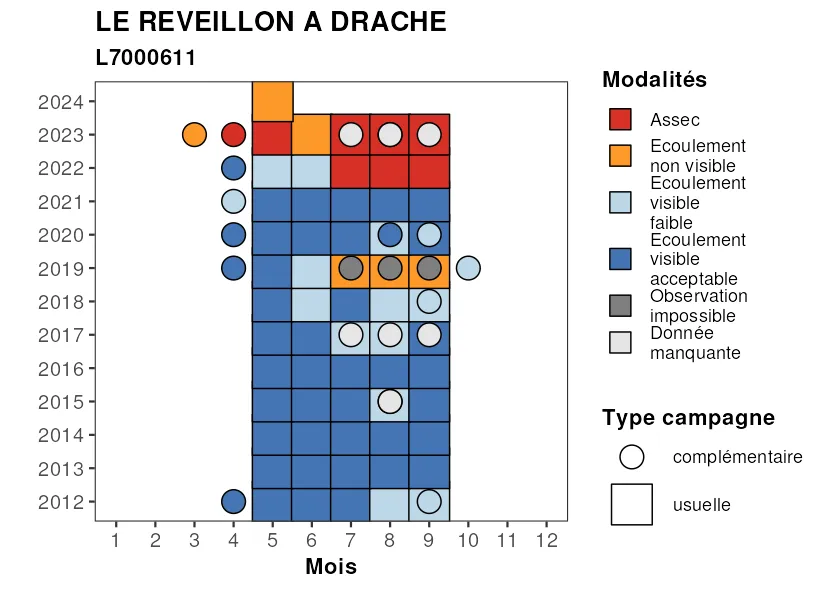 LE REVEILLON A DRACHE
L7000611
2024
2023
2022
2021
2020
2019
2018
2017
2016
2015
2014
2013
2012
1 2 3 4 5 6 7 8 9 10 11 12
Mois
Modalités
Assec
Ecoulement
non visible
Ecoulement
visible
faible
Ecoulement
visible
acceptable
Observation
impossible
Donnée
manquante
Type campagne
complémentaire
usuelle